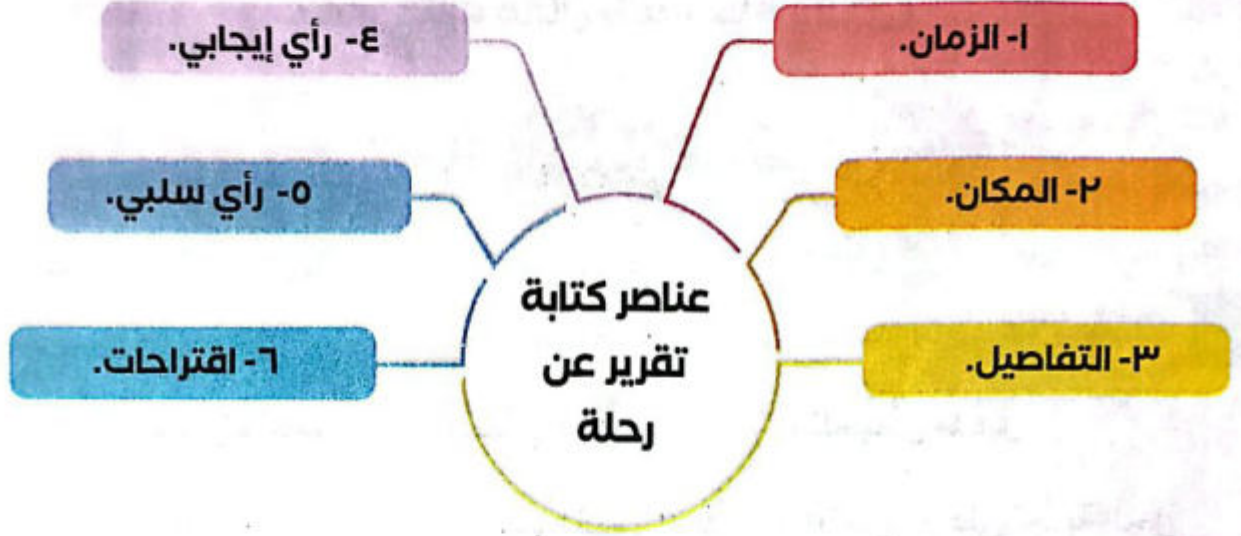 ١- الزمان.
٢- المكان.
٣- التفاصيل.
٤- رأي إيجابي.
٥- رأي سلبي.
٦- اقتراحات.
عناصر كتابة
تقرير عن
رحلة